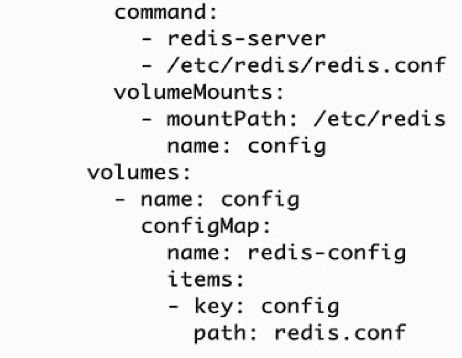 command:
- redis-server
- /etc/redis/redis.conf
volumeMounts:
- mountPath: /etc/redis
name: config
volumes:
- name: config
configMap:
name: redis-config
items:
- key: config
path: redis.conf